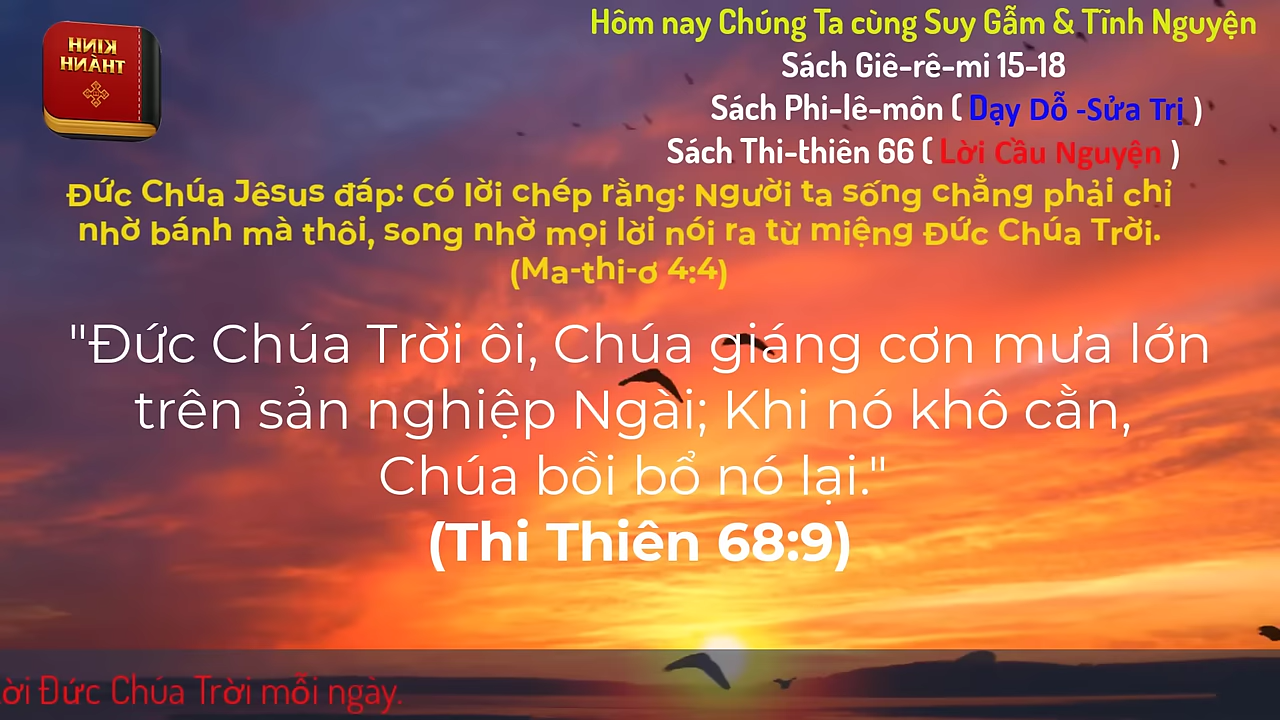 KINH
THÁNH
Hôm nay Chúng Ta cùng Suy Gẫm & Tĩnh Nguyện
Sách Giê-rê-mi 15-18
Sách Phi-lê-môn ( Dạy Dỗ -Sửa Trị )
Sách Thi-thiên 66 ( Lời Cầu Nguyện )
Đức Chúa Jêsus đáp: Có lời chép rằng: Người ta sống chẳng phải chỉ
nhờ bánh mà thôi, song nhờ mọi lời nói ra từ miệng Đức Chúa Trời.
(Ma-thi-ơ 4:4)
"Đức Chúa Trời ôi, Chúa giáng cơn mưa lớn
trên sản nghiệp Ngài; Khi nó khô cằn,
Chúa bồi bổ nó lại."
(Thi Thiên 68:9)
ời Đức Chúa Trời mỗi ngày.